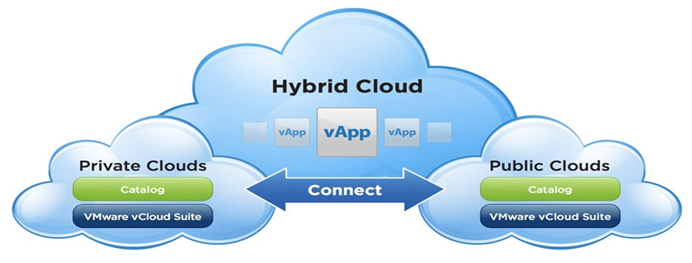 Hybrid Cloud
vApp vApp vApp
Private Clouds
Catalog
VMware vCloud Suite
Connect
Public Clouds
Catalog
VMware vCloud Suite